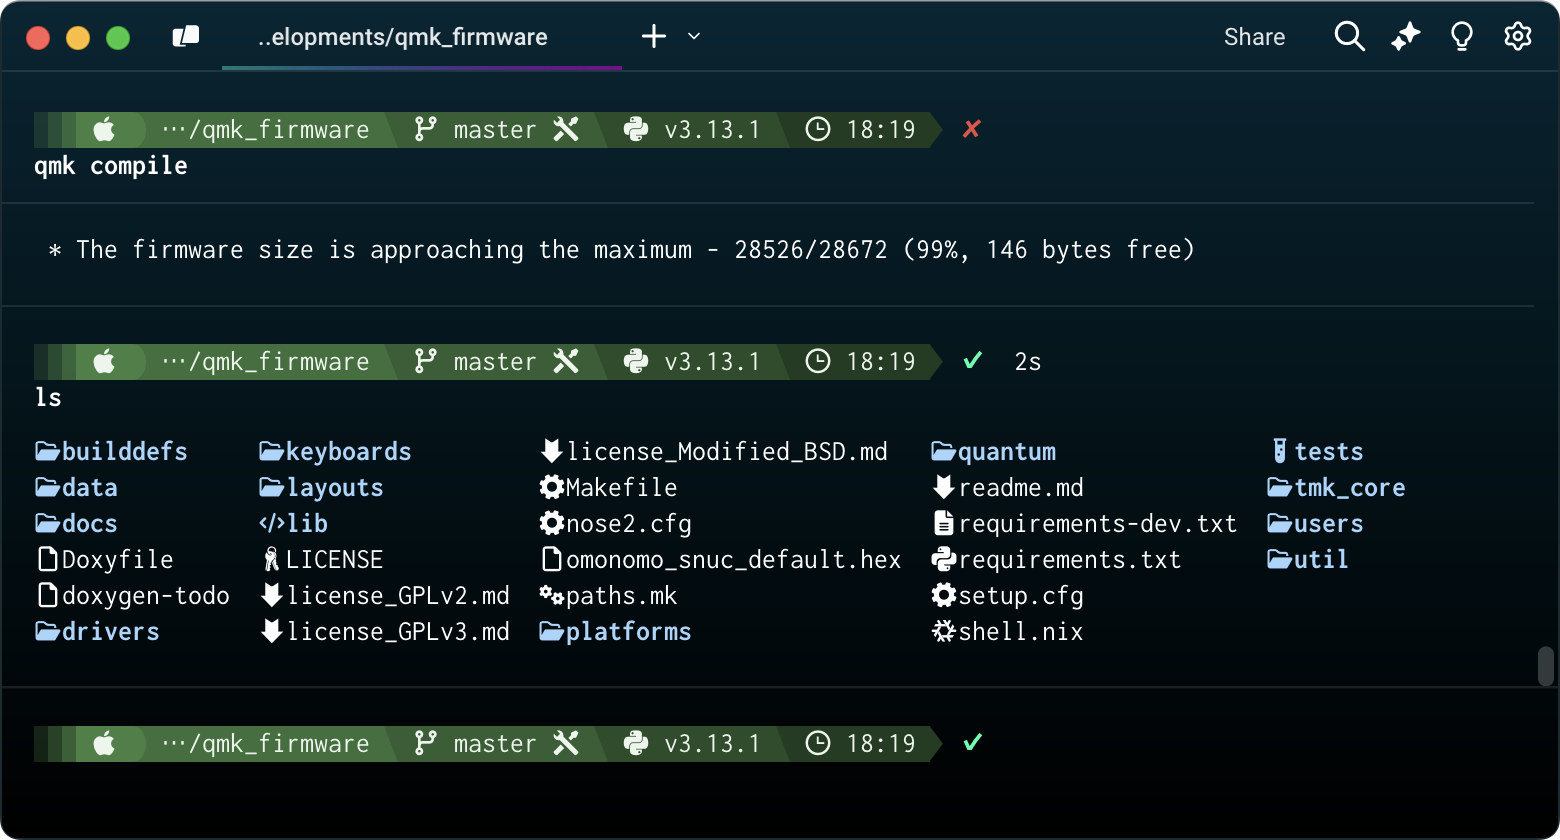 ..elopments/qmk_firmware
Share
···/qmk_firmware master v3.13.1 18:19 ✘
qmk compile
* The firmware size is approaching the maximum - 28526/28672 (99%, 146 bytes free)
···/qmk_firmware master v3.13.1 18:19 ✓ 2s
ls
builddefs keyboards license_Modified_BSD.md quantum tests
data layouts Makefile readme.md tmk_core
docs lib nose2.cfg requirements-dev.txt users
Doxyfile LICENSE omonomo_snuc_default.hex requirements.txt util
doxygen-todo license_GPLv2.md paths.mk setup.cfg
drivers license_GPLv3.md platforms shell.nix
···/qmk_firmware master v3.13.1 18:19 ✓